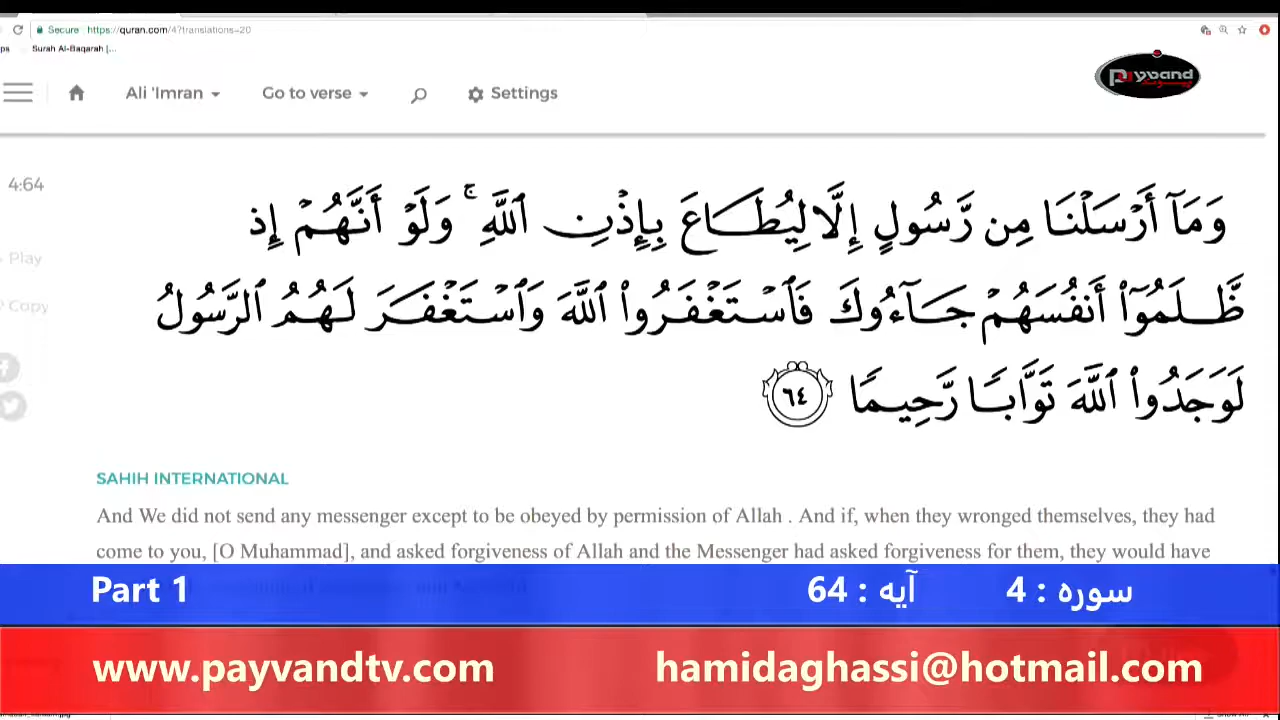 Secure https://quran.com/4?translations=20
Surah Al-Baqarah [...
Payvand
Ali 'Imran Go to verse Settings
4:64
وَمَآ أَرۡسَلۡنَا مِن رَّسُولٍ إِلَّا لِيُطَاعَ بِإِذۡنِ ٱللَّهِۚ وَلَوۡ أَنَّهُمۡ إِذ
ظَّلَمُوٓاْ أَنفُسَهُمۡ جَآءُوكَ فَٱسۡتَغۡفَرُواْ ٱللَّهَ وَٱسۡتَغۡفَرَ لَهُمُ ٱلرَّسُولُ
لَوَجَدُواْ ٱللَّهَ تَوَّابٗا رَّحِيمٗا ٦٤
Play
Copy
SAHIH INTERNATIONAL
And We did not send any messenger except to be obeyed by permission of Allah . And if, when they wronged themselves, they had
come to you, [O Muhammad], and asked forgiveness of Allah and the Messenger had asked forgiveness for them, they would have
Part 1 آیه : 64 سوره : 4
www.payvandtv.com hamidaghassi@hotmail.com